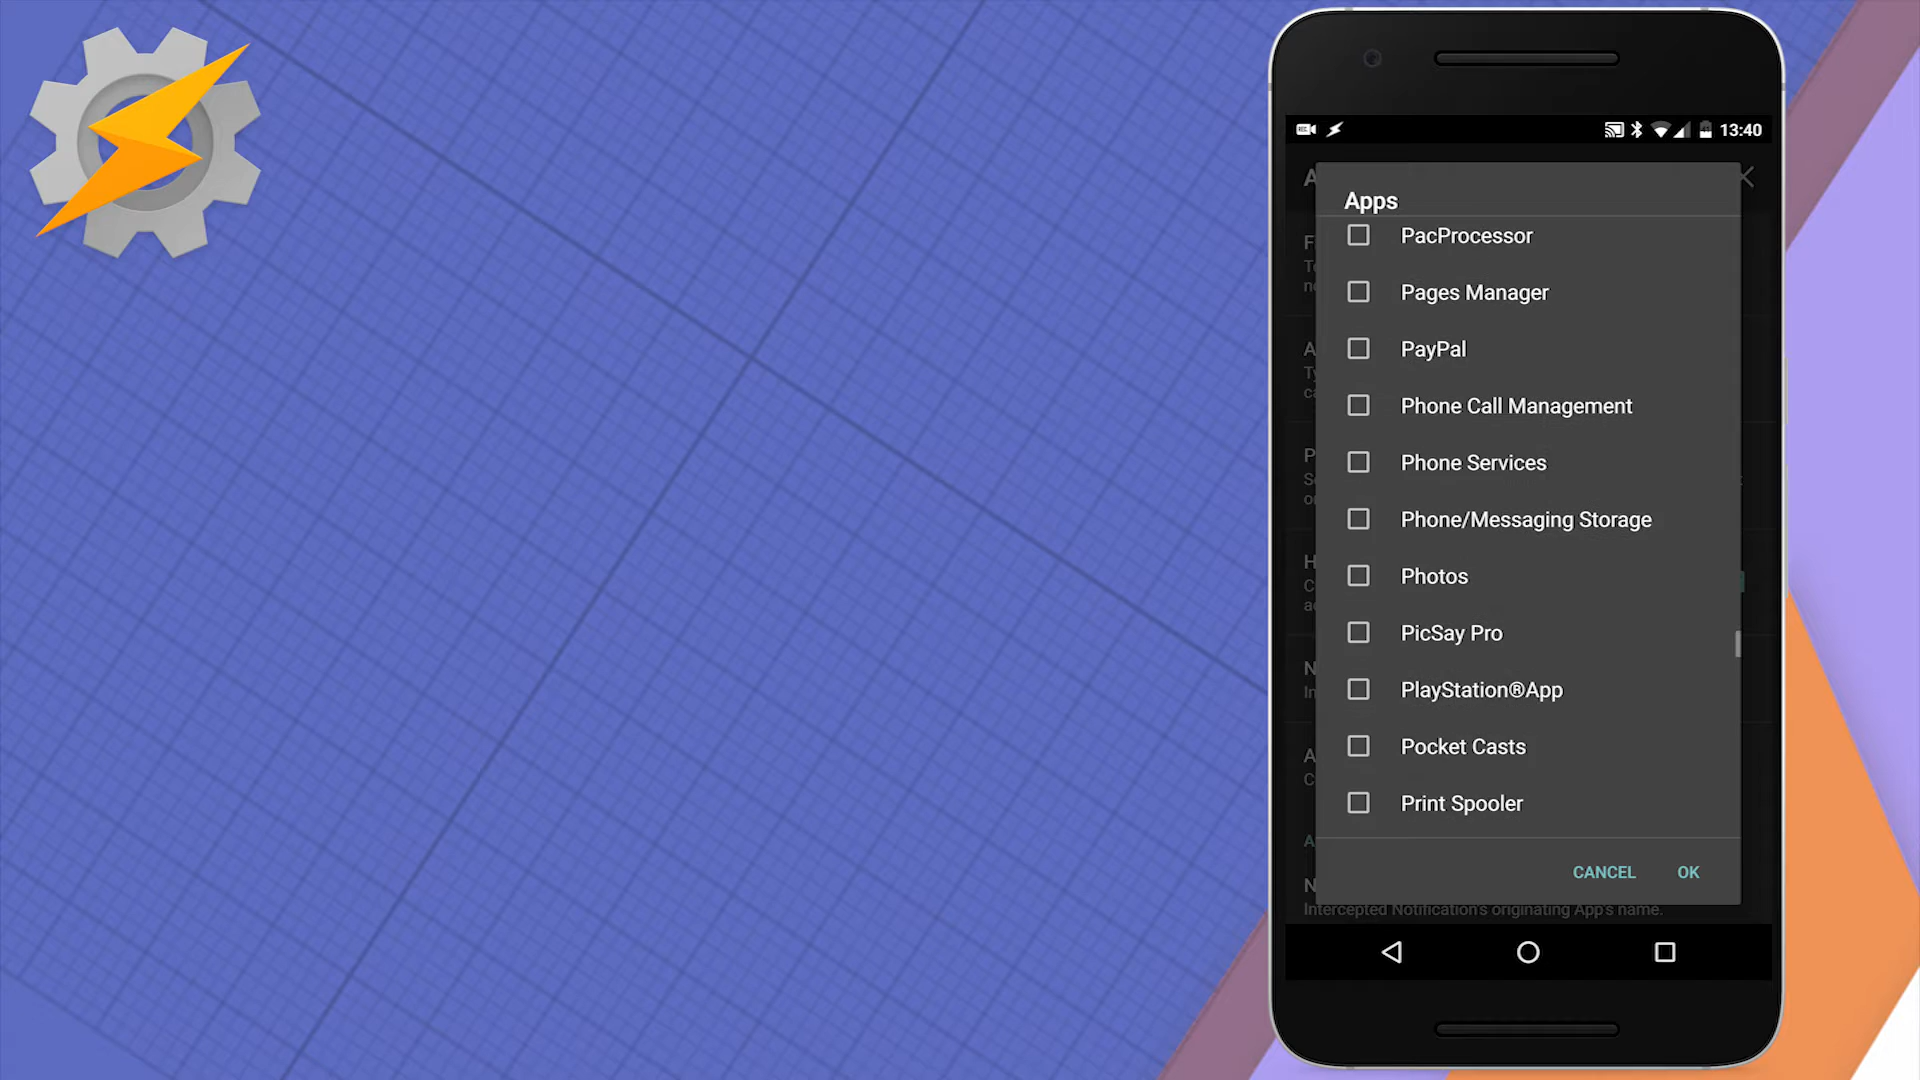 REC
13:40
Apps
PacProcessor
Pages Manager
PayPal
Phone Call Management
Phone Services
Phone/Messaging Storage
Photos
PicSay Pro
PlayStation®App
Pocket Casts
Print Spooler
CANCEL OK
Intercepted Notification's originating App's name.